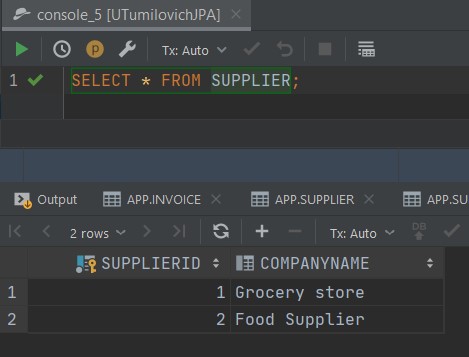 console_5 [UTumilovichJPA]
Tx: Auto
1 SELECT * FROM SUPPLIER;
Output APP.INVOICE APP.SUPPLIER APP.SU
2 rows Tx: Auto DB
SUPPLIERID COMPANYNAME
1 1 Grocery store
2 2 Food Supplier